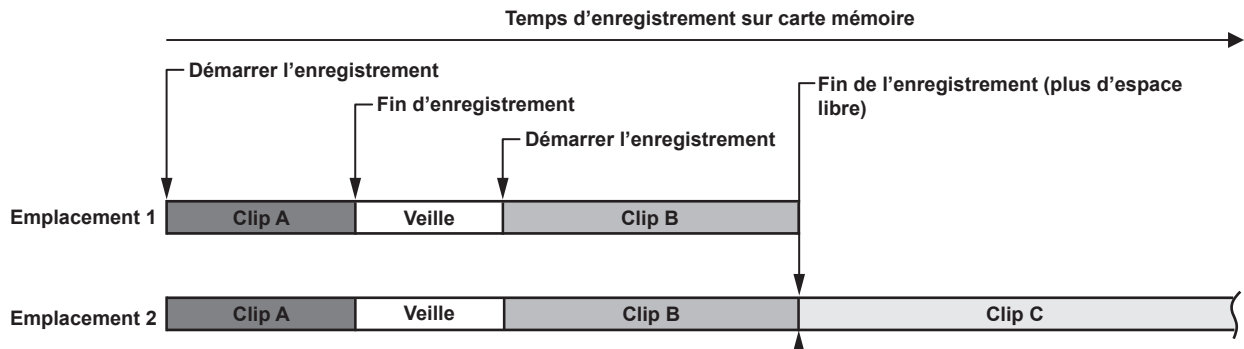 Temps d'enregistrement sur carte mémoire
Démarrer l'enregistrement
Fin d'enregistrement
Démarrer l'enregistrement
Fin de l'enregistrement (plus d'espace
libre)
Emplacement 1 Clip A Veille Clip B
Emplacement 2 Clip A Veille Clip B Clip C